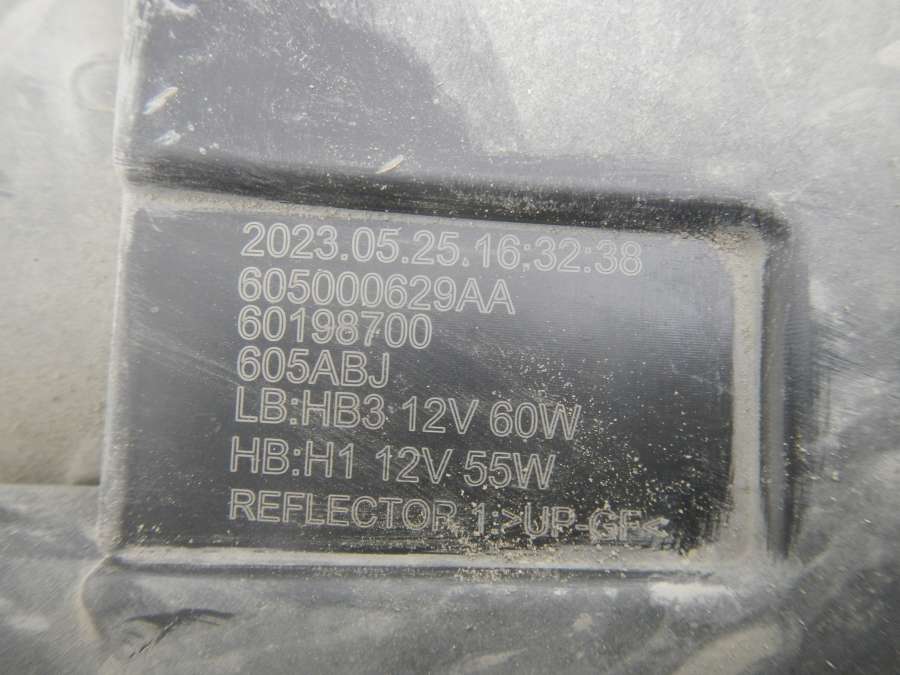 2023.05.25.16:32:38
605000629AA
60198700
605ABJ
LB:HB3 12V 60W
HB:H1 12V 55W
REFLECTOR 1:>UP-GF<